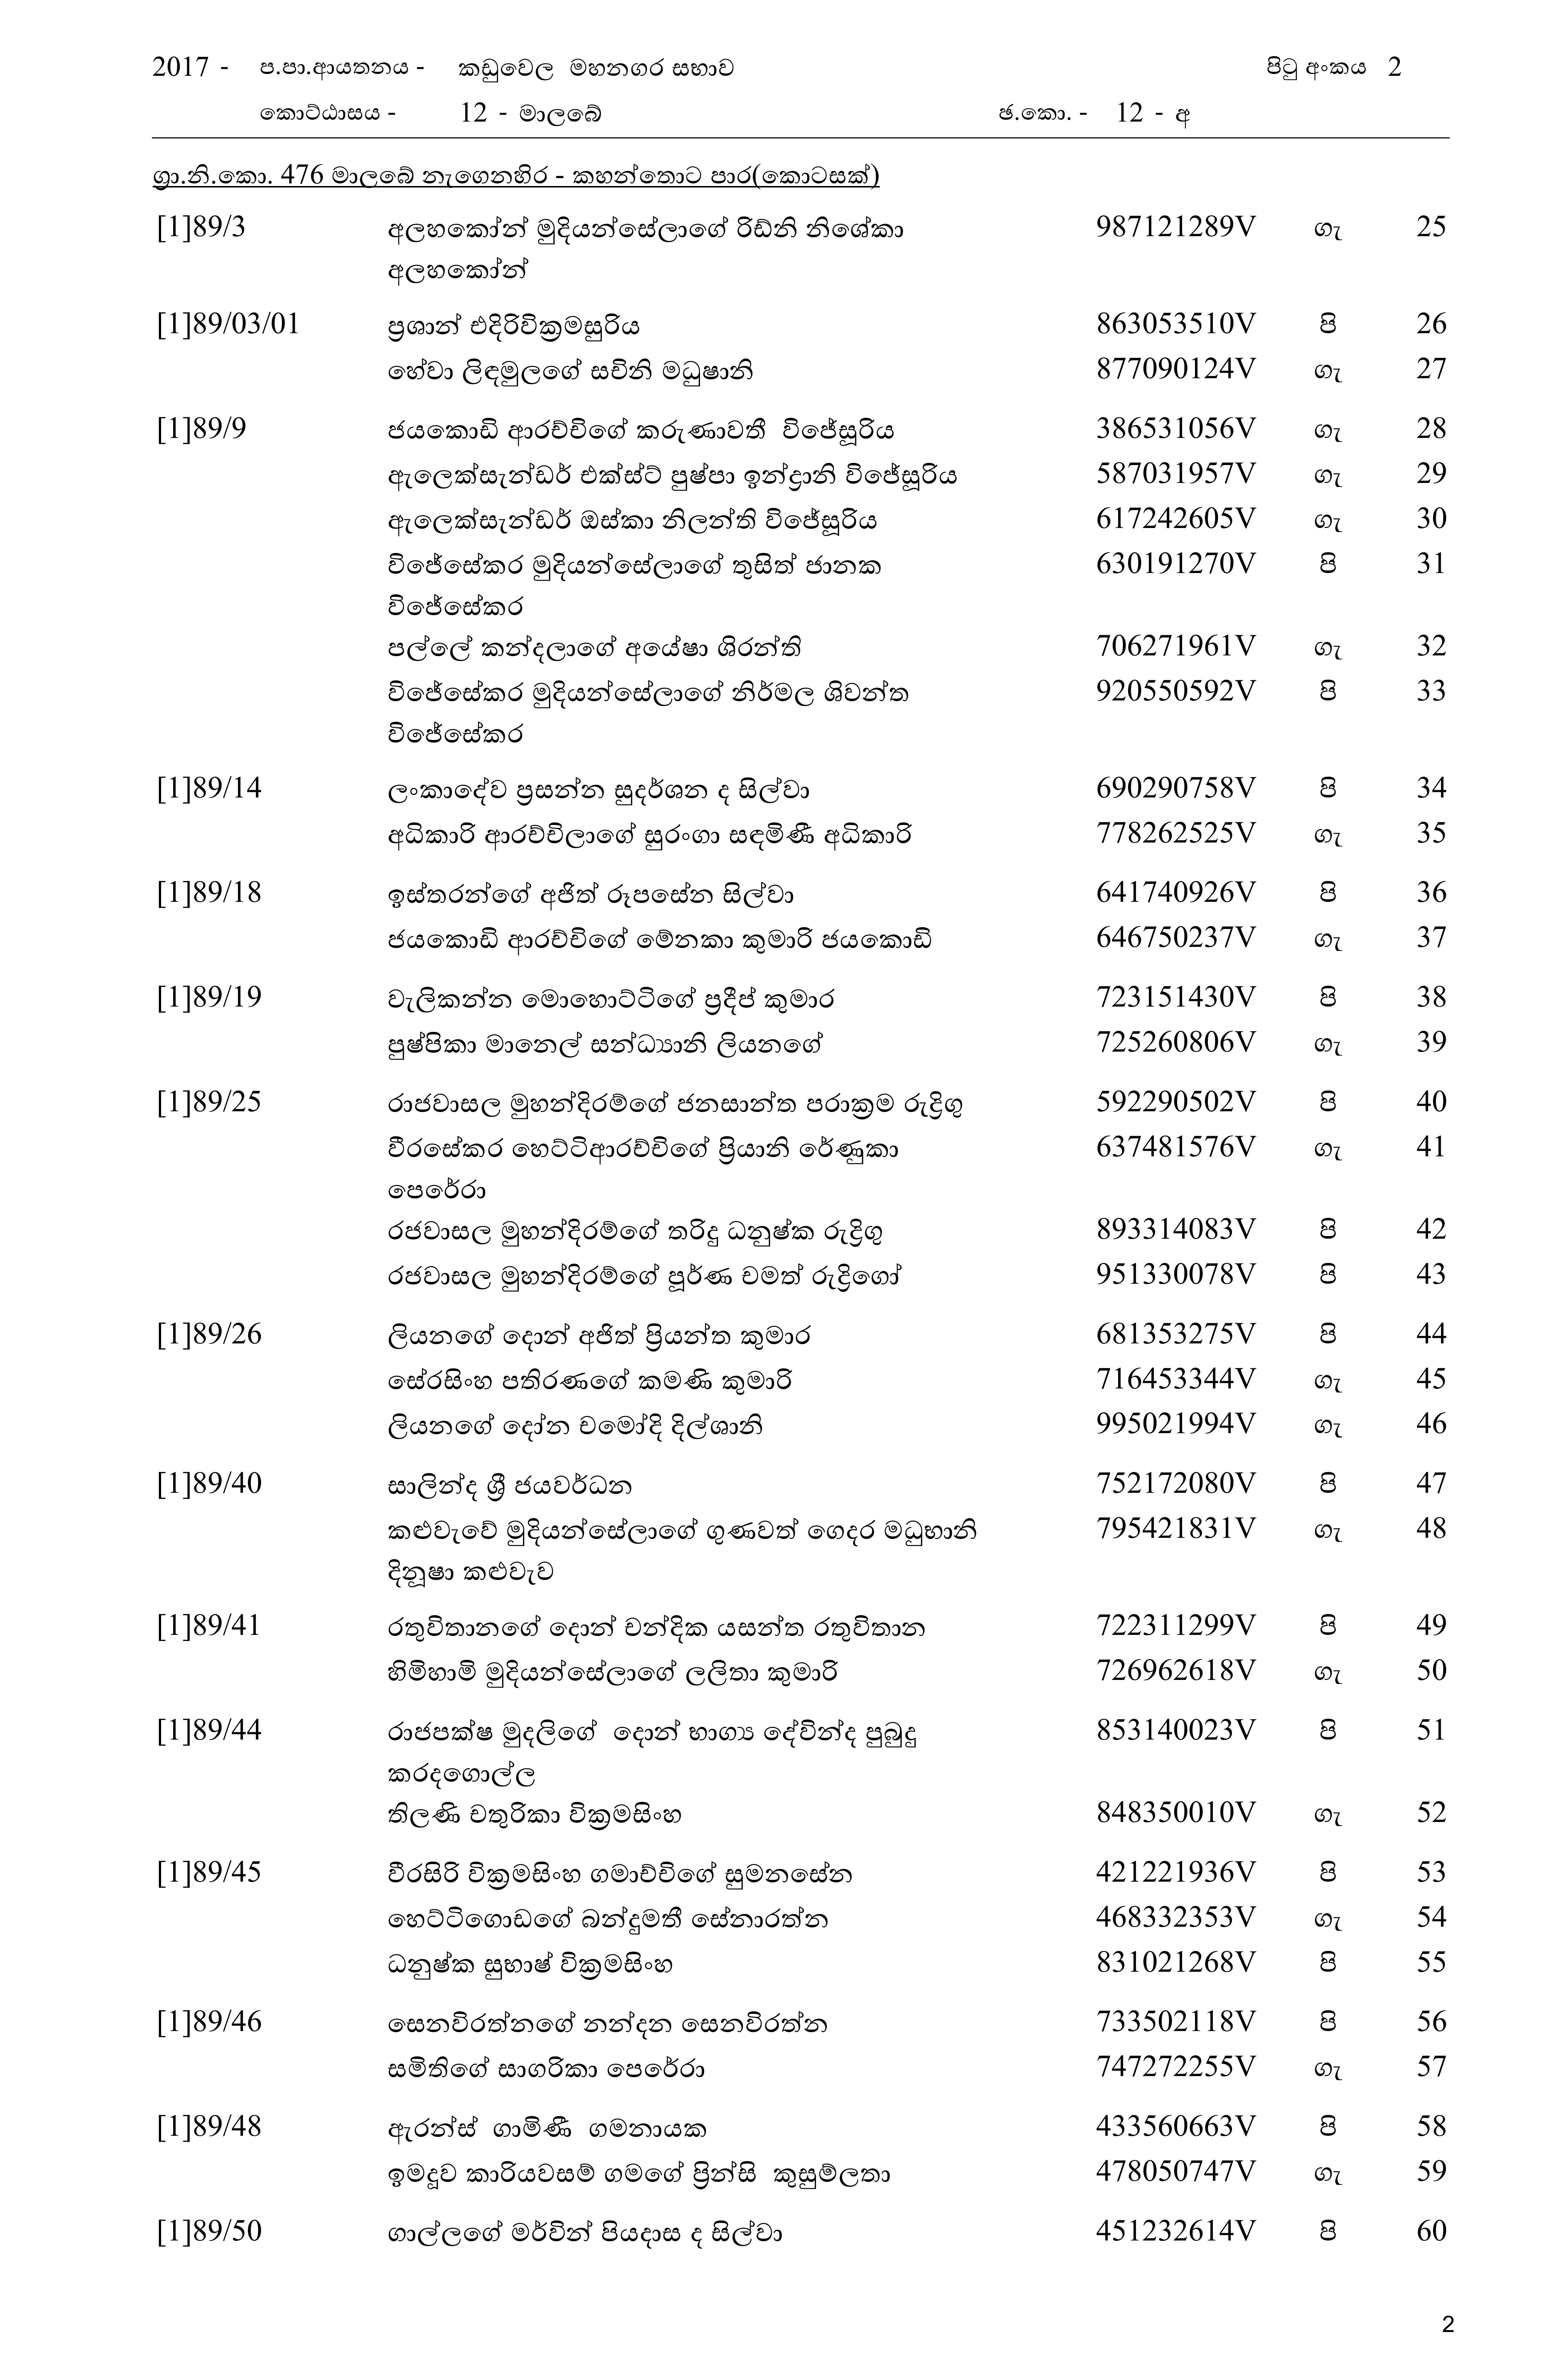 2017 - ප.පා.ආයතනය - කඩුවෙල මහනගර සභාව පිටු අංකය 2
කොට්ඨාසය - 12 - මාලබේ ඡ.කො. - 12 - අ
ග්‍රා.නි.කො. 476 මාලබේ නැගෙනහිර - කහන්තොට පාර(කොටසක්)
[1]89/3 අලහකෝන් මුදියන්සේලාගේ රිඩ්නි නිශේකා 987121289V ගැ 25
අලහකෝන්
[1]89/03/01 ප්‍රශාන් එදිරිවික්‍රමසුරිය 863053510V පි 26
හේවා ලිඳමුලගේ සචිනි මධුෂානි 877090124V ගැ 27
[1]89/9 ජයකොඩි ආරච්චිගේ කරුණාවතී විජේසූරිය 386531056V ගැ 28
ඇලෙක්සැන්ඩර් එක්ස්ට් පුෂ්පා ඉන්ද්‍රානි විජේසූරිය 587031957V ගැ 29
ඇලෙක්සැන්ඩර් ඔස්කා නිලන්ති විජේසූරිය 617242605V ගැ 30
විජේසේකර මුදියන්සේලාගේ තුසිත් ජානක 630191270V පි 31
විජේසේකර
පල්ලේ කන්දලාගේ අයේෂා ශිරන්ති 706271961V ගැ 32
විජේසේකර මුදියන්සේලාගේ නිර්මල ශිවන්ත 920550592V පි 33
විජේසේකර
[1]89/14 ලංකාදේව ප්‍රසන්න සුදර්ශන ද සිල්වා 690290758V පි 34
අධිකාරි ආරච්චිලාගේ සුරංගා සඳමිණී අධිකාරි 778262525V ගැ 35
[1]89/18 ඉස්තරන්ගේ අජිත් රූපසේන සිල්වා 641740926V පි 36
ජයකොඩි ආරච්චිගේ මේනකා කුමාරි ජයකොඩි 646750237V ගැ 37
[1]89/19 වැලිකන්න මොහොට්ටිගේ ප්‍රදීප් කුමාර 723151430V පි 38
පුෂ්පිකා මානෙල් සන්ධ්‍යානි ලියනගේ 725260806V ගැ 39
[1]89/25 රාජවාසල මුහන්දිරම්ගේ ජනසාන්ත පරාක්‍රම රුද්‍රිගු 592290502V පි 40
වීරසේකර හෙට්ටිආරච්චිගේ ප්‍රියානි රේණුකා 637481576V ගැ 41
පෙරේරා
රජවාසල මුහන්දිරම්ගේ තරිඳු ධනුෂ්ක රුද්‍රිගු 893314083V පි 42
රජවාසල මුහන්දිරම්ගේ පූර්ණ චමත් රුද්‍රිගෝ 951330078V පි 43
[1]89/26 ලියනගේ දොන් අජිත් ප්‍රියන්ත කුමාර 681353275V පි 44
සේරසිංහ පතිරණගේ කමණි කුමාරි 716453344V ගැ 45
ලියනගේ දෝන චමෝදි දිල්ශානි 995021994V ගැ 46
[1]89/40 සාලින්ද ශ්‍රී ජයවර්ධන 752172080V පි 47
කළුවැවේ මුදියන්සේලාගේ ගුණවත් ගෙදර මධුභානි 795421831V ගැ 48
දිනූෂා කළුවැව
[1]89/41 රතුවිතානගේ දොන් චන්දික යසන්ත රතුවිතාන 722311299V පි 49
හිමිහාමි මුදියන්සේලාගේ ලලිතා කුමාරි 726962618V ගැ 50
[1]89/44 රාජපක්ෂ මුදලිගේ දොන් භාග්‍ය දේවින්ද පුබුදු 853140023V පි 51
කරදගොල්ල
තිලණි චතුරිකා වික්‍රමසිංහ 848350010V ගැ 52
[1]89/45 වීරසිරි වික්‍රමසිංහ ගමාච්චිගේ සුමනසේන 421221936V පි 53
හෙට්ටිගොඩගේ බන්දුමතී සේනාරත්න 468332353V ගැ 54
ධනුෂ්ක සුභාෂ් වික්‍රමසිංහ 831021268V පි 55
[1]89/46 සෙනවිරත්නගේ නන්දන සෙනවිරත්න 733502118V පි 56
සමිතිගේ සාගරිකා පෙරේරා 747272255V ගැ 57
[1]89/48 ඇරන්ස් ගාමිණී ගමනායක 433560663V පි 58
ඉමදූව කාරියවසම් ගමගේ ප්‍රින්සි කුසුම්ලතා 478050747V ගැ 59
[1]89/50 ගාල්ලගේ මර්වින් පියදාස ද සිල්වා 451232614V පි 60
2